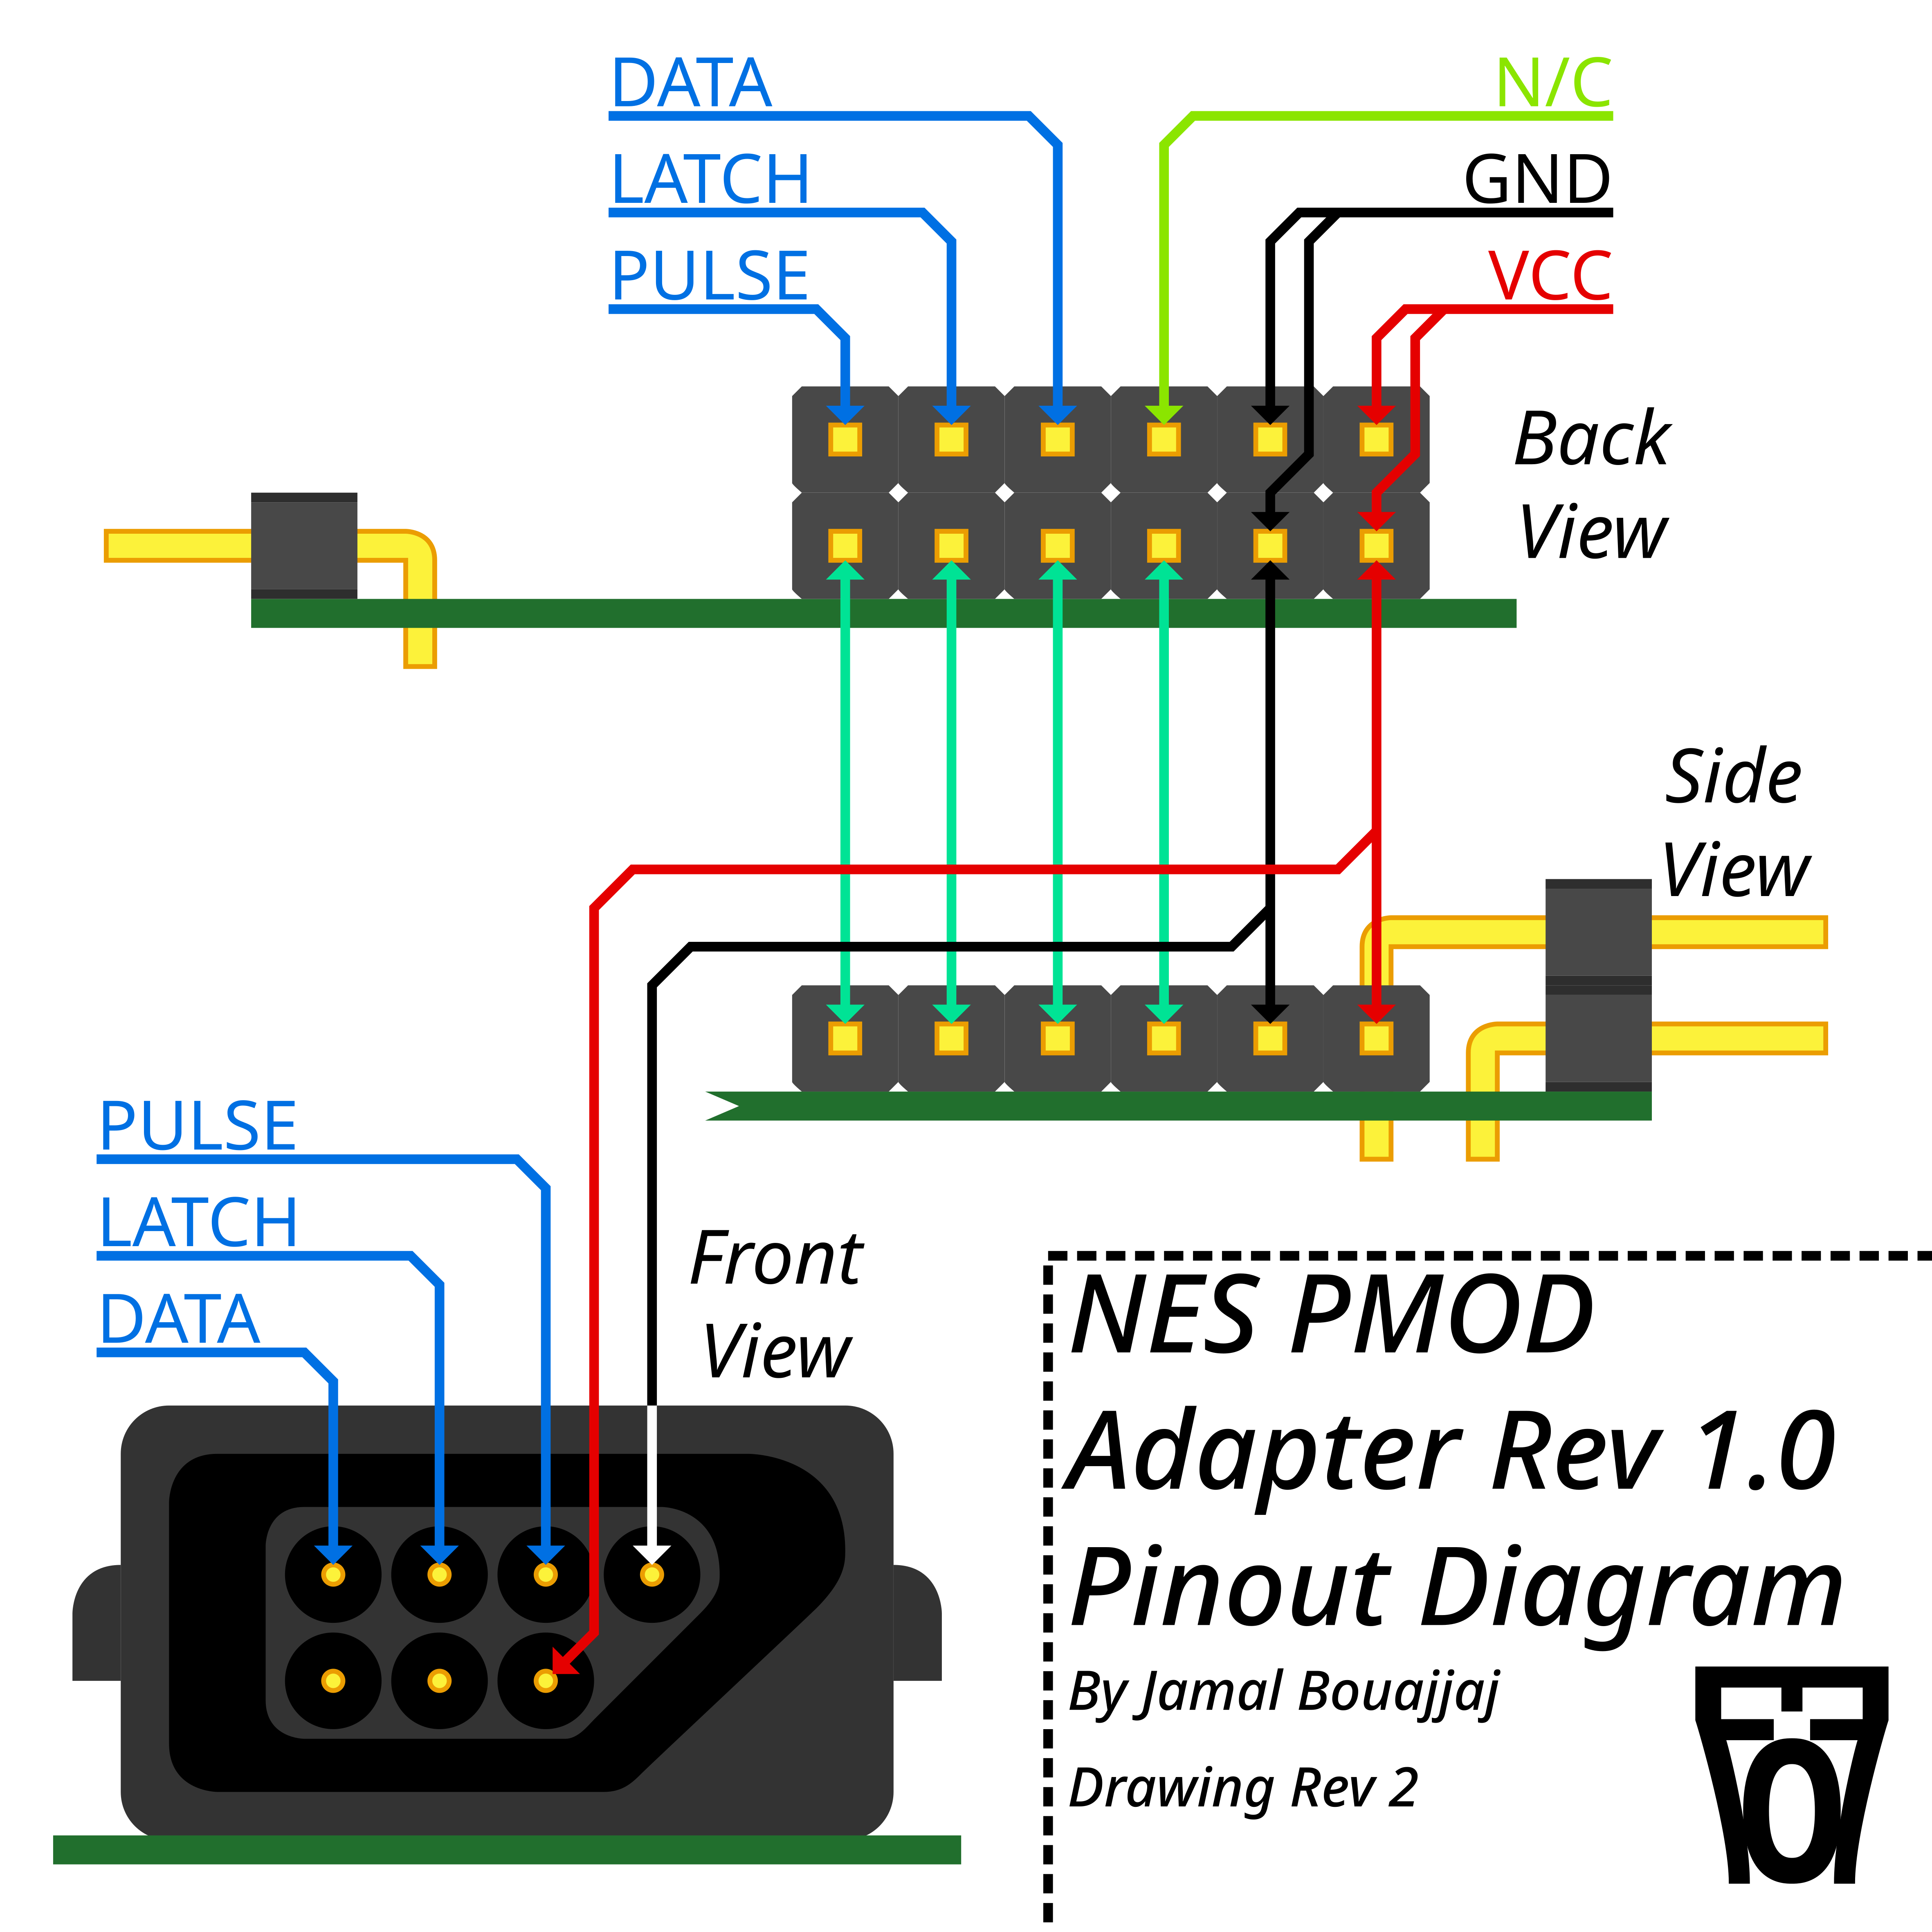 DATA
LATCH
PULSE
N/C
GND
VCC
Back
View
Side
View
PULSE
LATCH
DATA
Front
View
NES PMOD
Adapter Rev 1.0
Pinout Diagram
By Jamal Bouajjaj
Drawing Rev 2